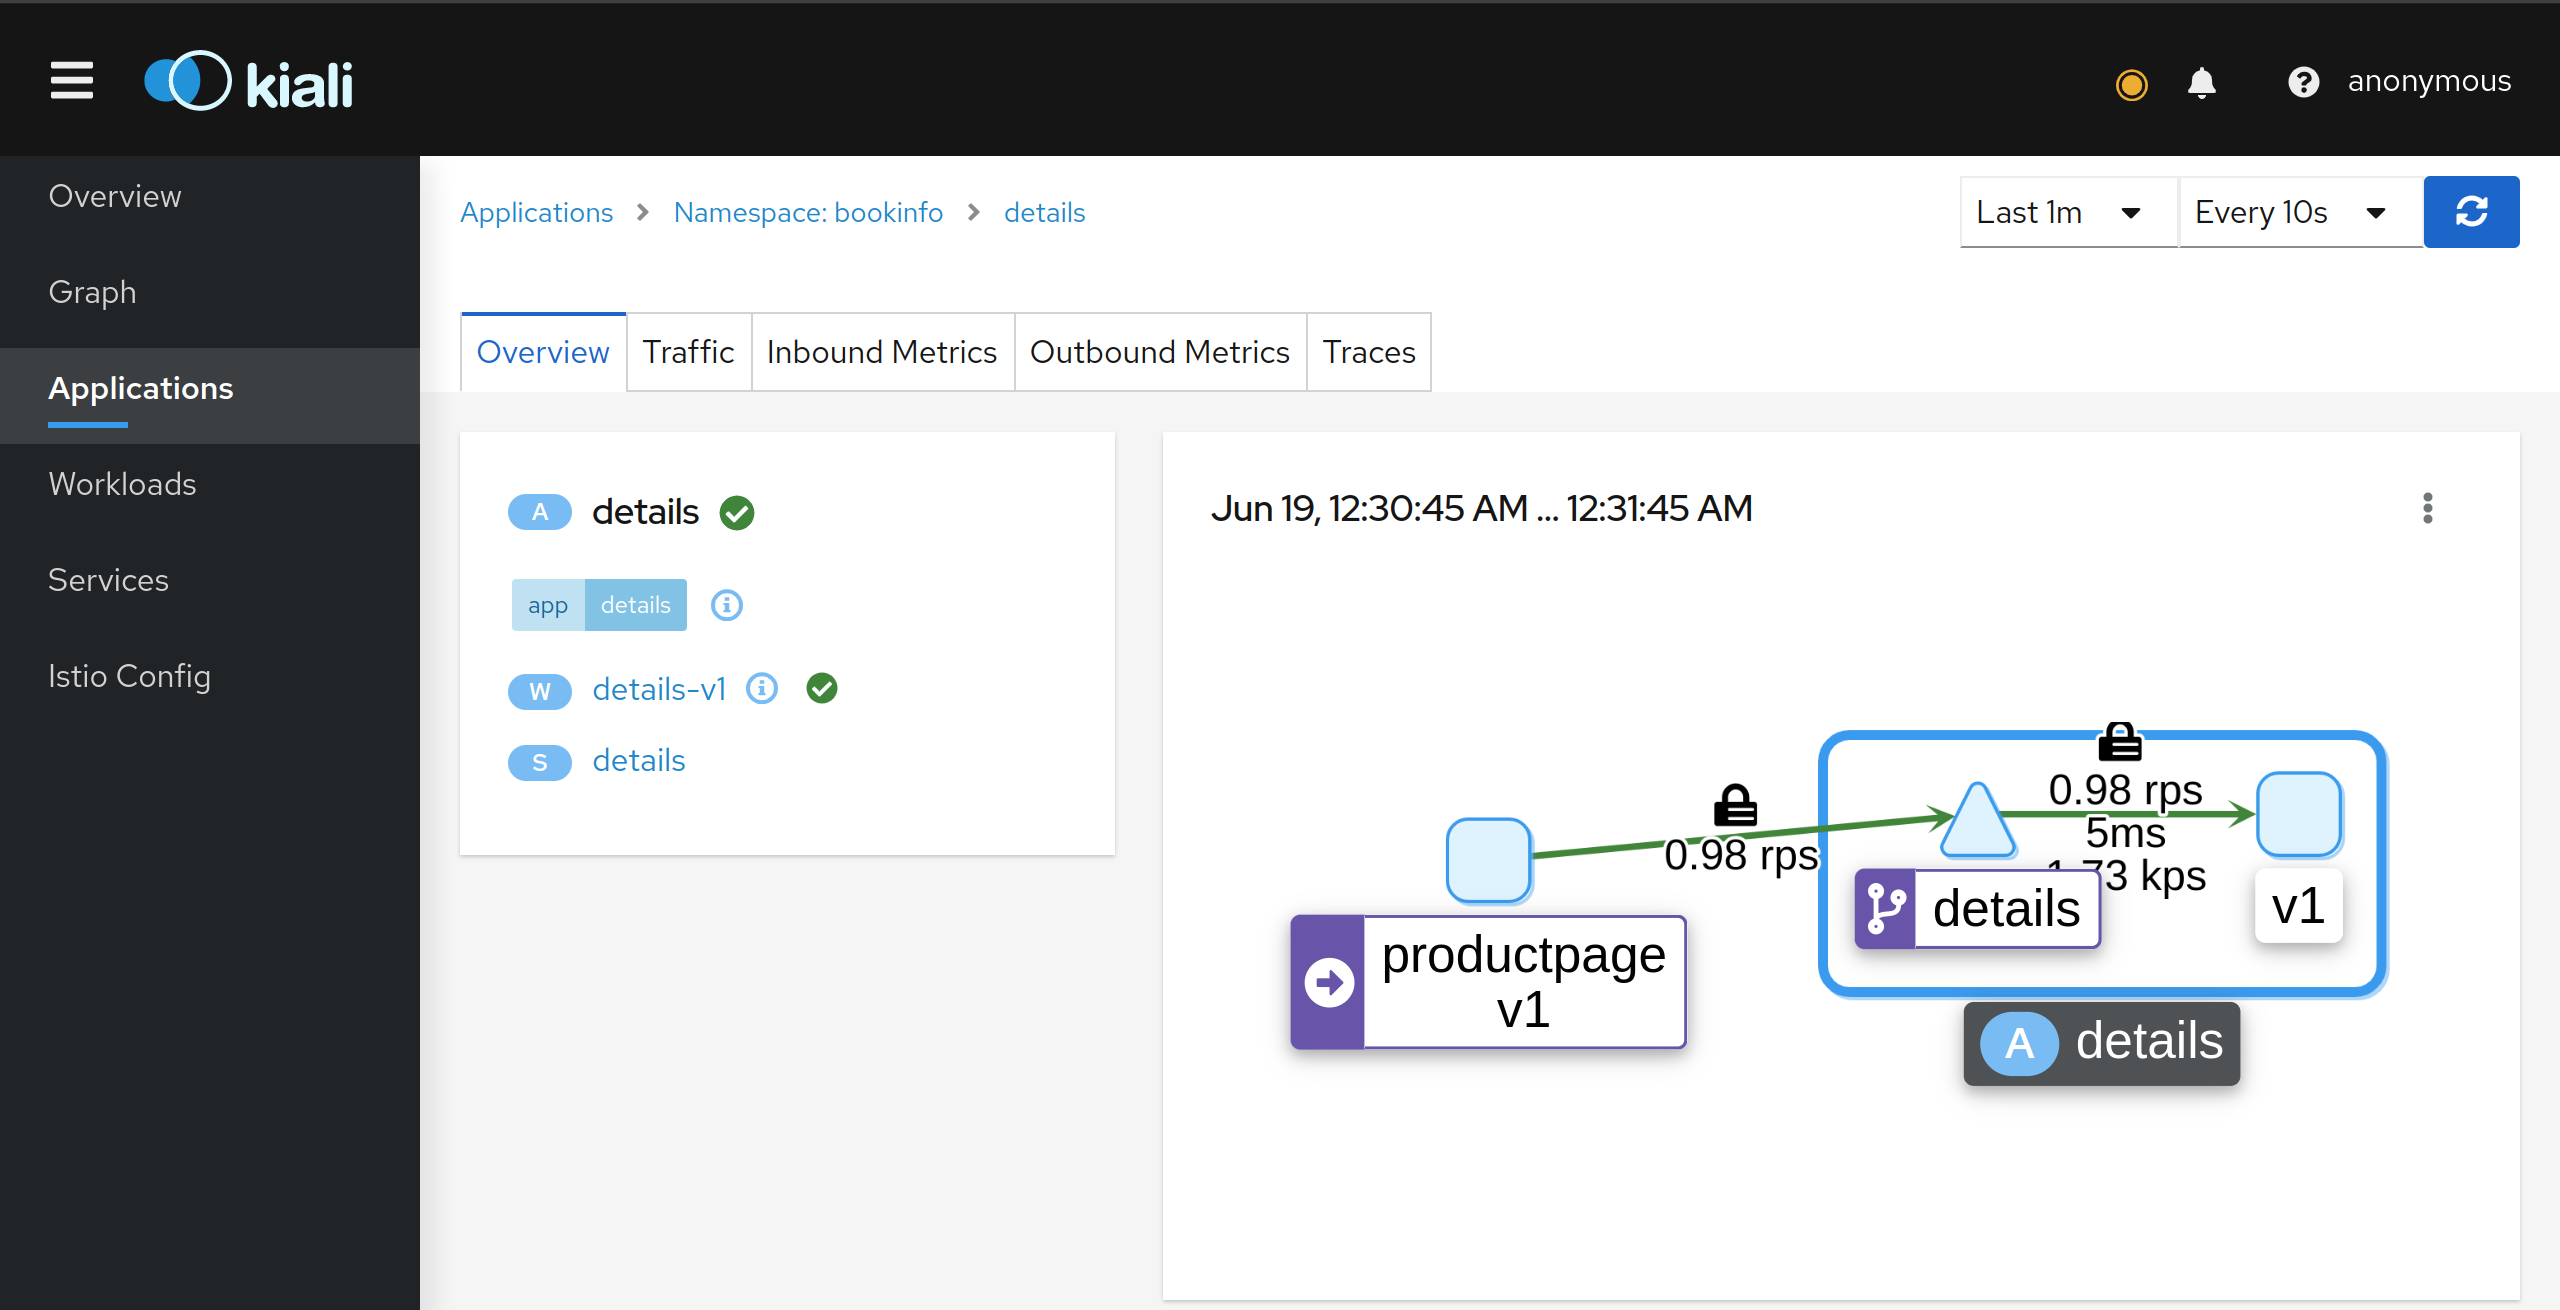 kiali
anonymous
Overview
Graph
Applications
Workloads
Services
Istio Config
Applications > Namespace: bookinfo > details
Last 1m
Every 10s
Overview
Traffic
Inbound Metrics
Outbound Metrics
Traces
A details
app details
W details-v1
S details
Jun 19, 12:30:45 AM ... 12:31:45 AM
0.98 rps
0.98 rps
5ms
73 kps
productpage
v1
details
v1
A details